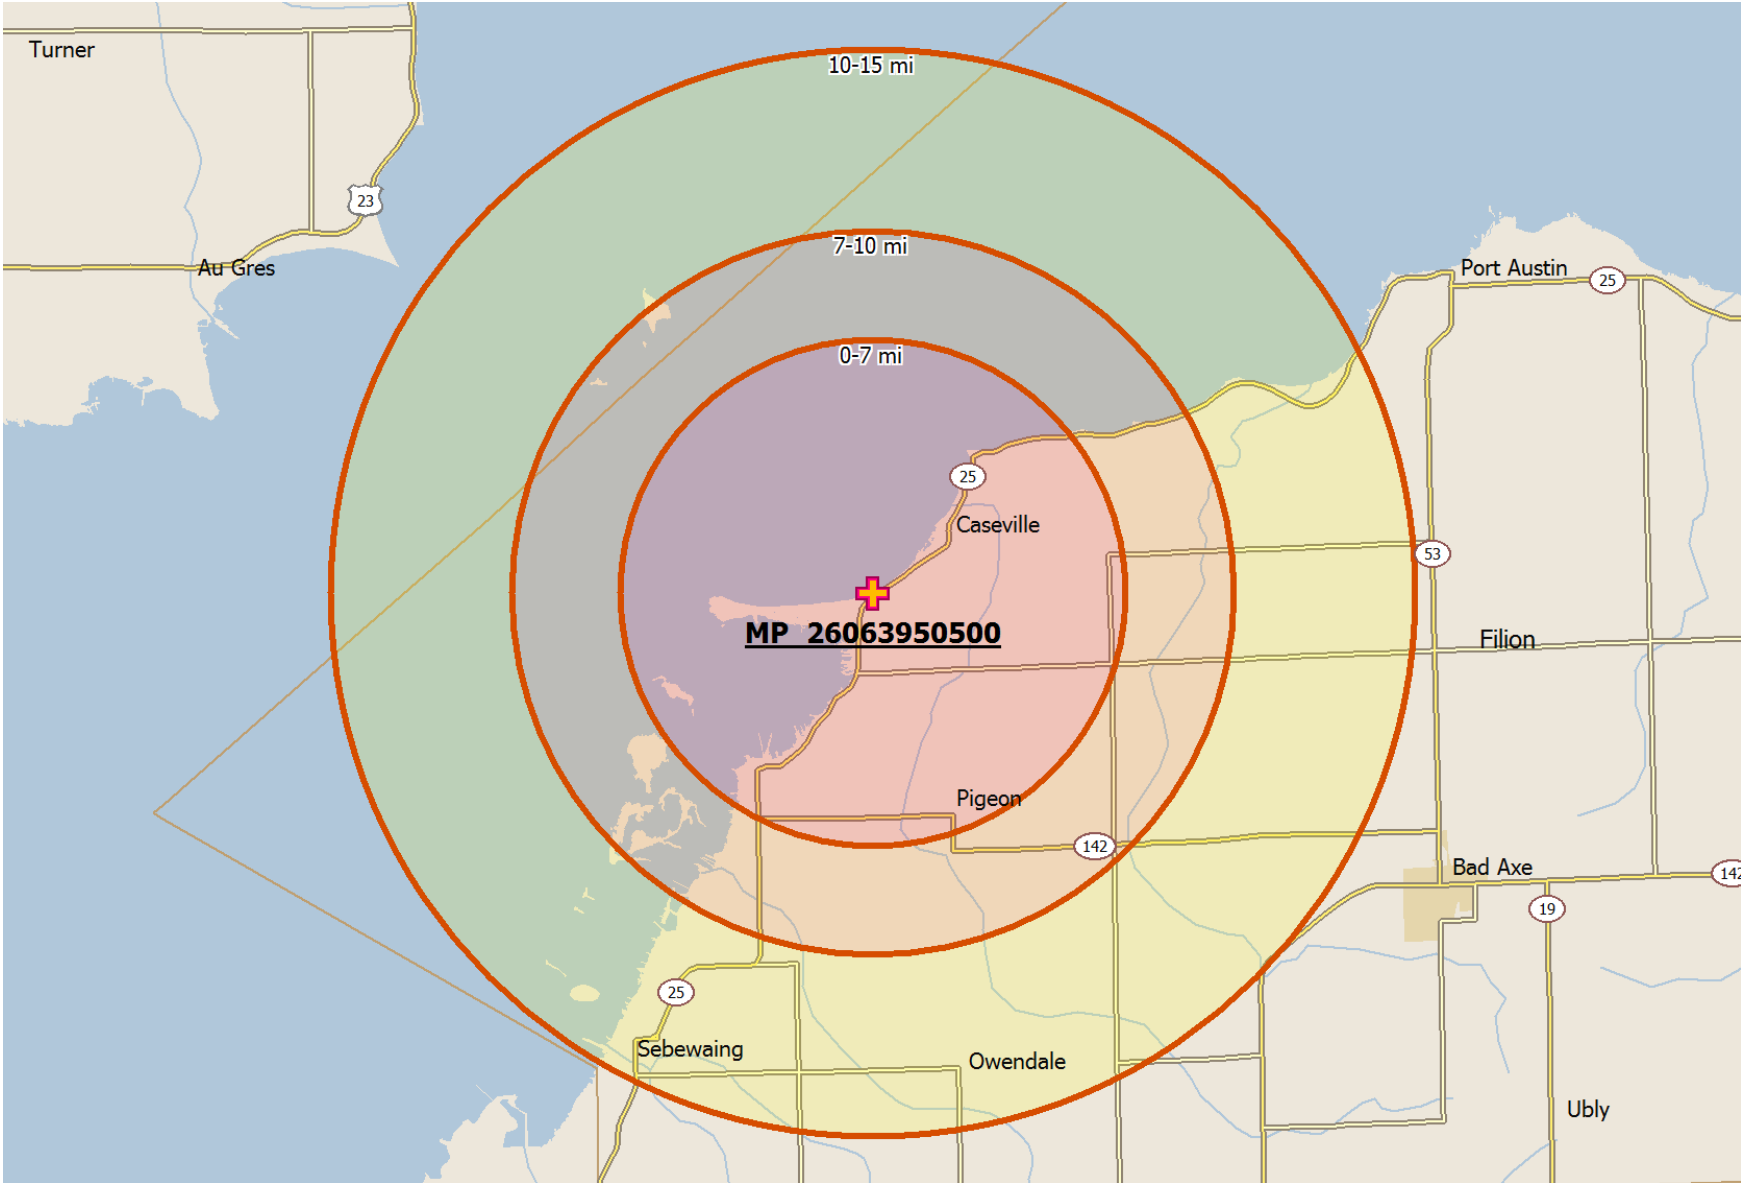 Turner
10-15 mi
23
7-10 mi
Au Gres
Port Austin
25
0-7 mi
25
Caseville
53
MP 26063950500
Filion
Pigeon
142
Bad Axe
142
19
25
Sebewaing
Owendale
Ubly